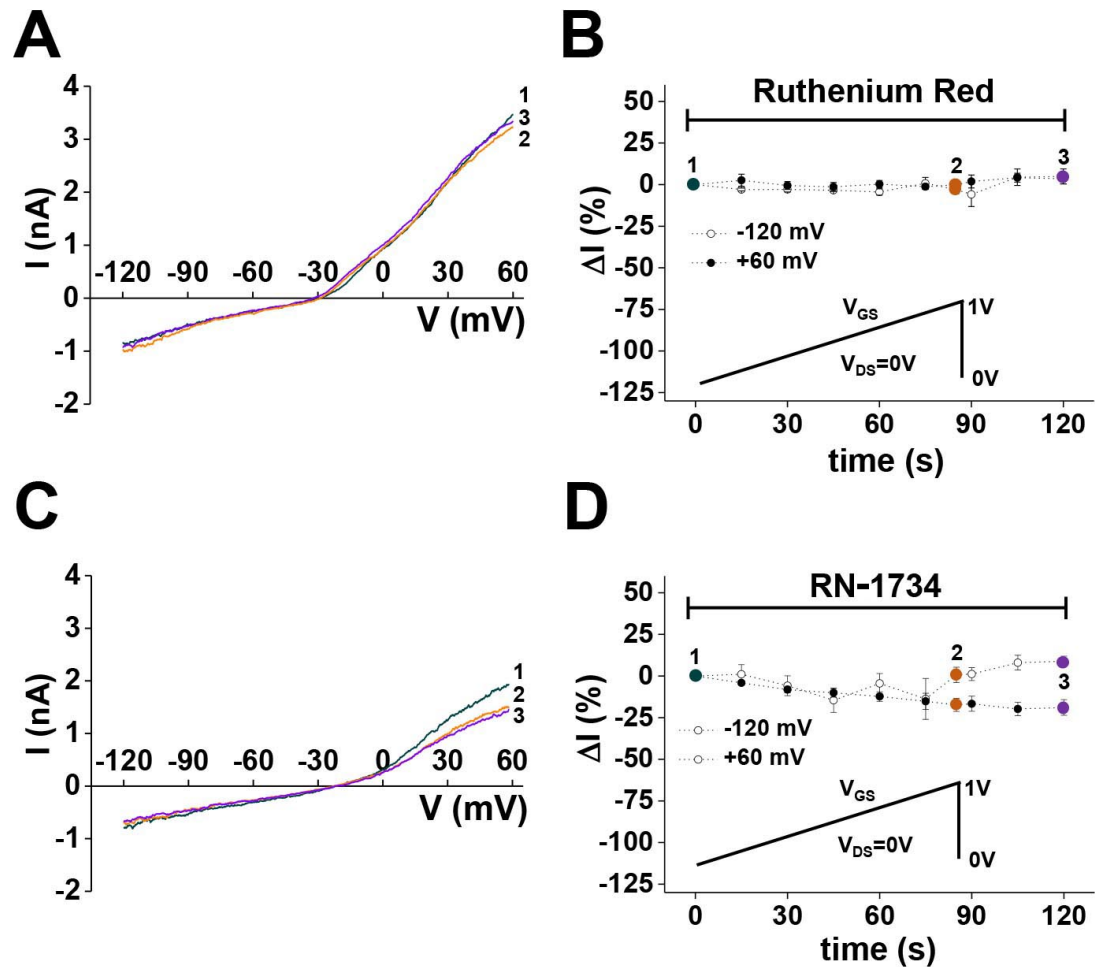 A
4
3
2
1
0
-1
-2
I (nA)
-120 -90 -60 -30 0 30 60
V (mV)
1
3
2
B
Ruthenium Red
50
25
0
-25
-50
-75
-100
-125
ΔI (%)
1
2
3
-120 mV
+60 mV
VGS
1V
VDS=0V
0V
0 30 60 90 120
time (s)
C
4
3
2
1
0
-1
-2
I (nA)
-120 -90 -60 -30 0 30 60
V (mV)
1
2
3
D
RN-1734
50
25
0
-25
-50
-75
-100
-125
ΔI (%)
1
2
3
-120 mV
+60 mV
VGS
1V
VDS=0V
0V
0 30 60 90 120
time (s)